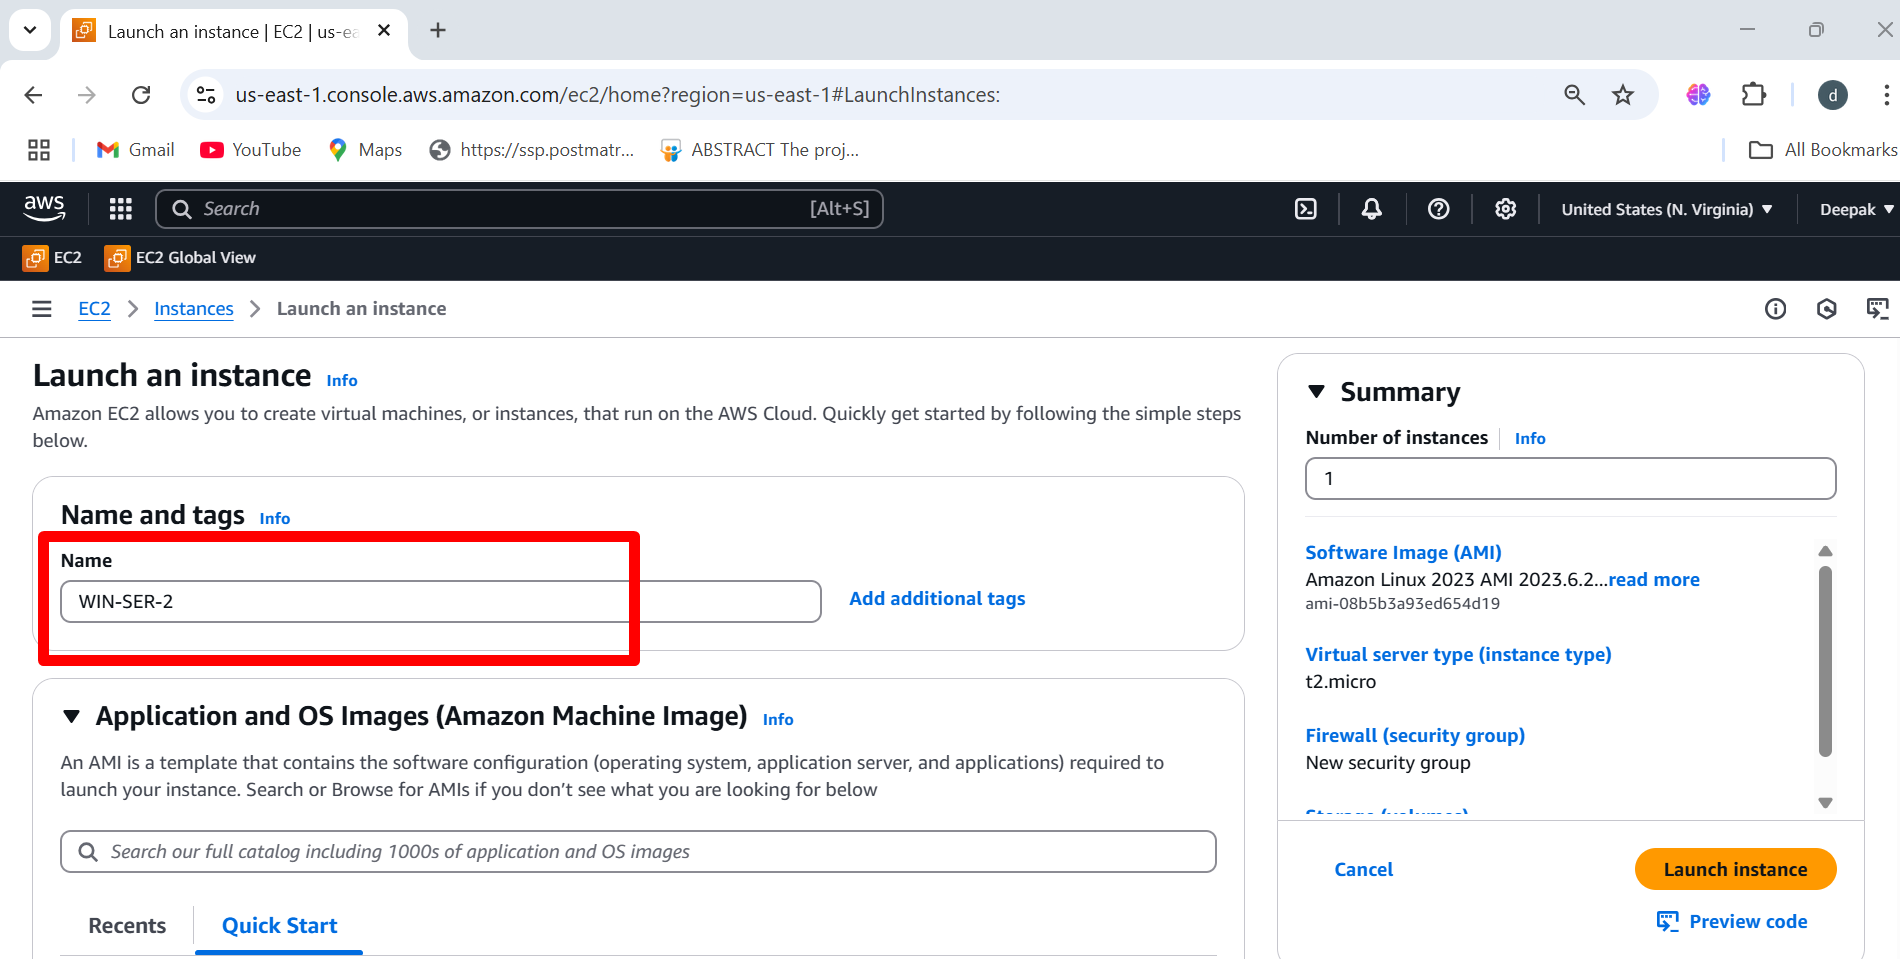 Launch an instance | EC2 | us-ea
us-east-1.console.aws.amazon.com/ec2/home?region=us-east-1#LaunchInstances:
d
Gmail
YouTube
Maps
https://ssp.postmatr...
ABSTRACT The proj...
All Bookmarks
aws
Search
[Alt+S]
United States (N. Virginia)
Deepak
EC2
EC2 Global View
EC2
Instances
Launch an instance
Launch an instance Info
Amazon EC2 allows you to create virtual machines, or instances, that run on the AWS Cloud. Quickly get started by following the simple steps
below.
Name and tags Info
Name
WIN-SER-2
Add additional tags
Application and OS Images (Amazon Machine Image) Info
An AMI is a template that contains the software configuration (operating system, application server, and applications) required to
launch your instance. Search or Browse for AMIs if you don’t see what you are looking for below
Search our full catalog including 1000s of application and OS images
Recents
Quick Start
Summary
Number of instances Info
1
Software Image (AMI)
Amazon Linux 2023 AMI 2023.6.2...read more
ami-08b5b3a93ed654d19
Virtual server type (instance type)
t2.micro
Firewall (security group)
New security group
Storage (volumes)
Cancel
Launch instance
Preview code